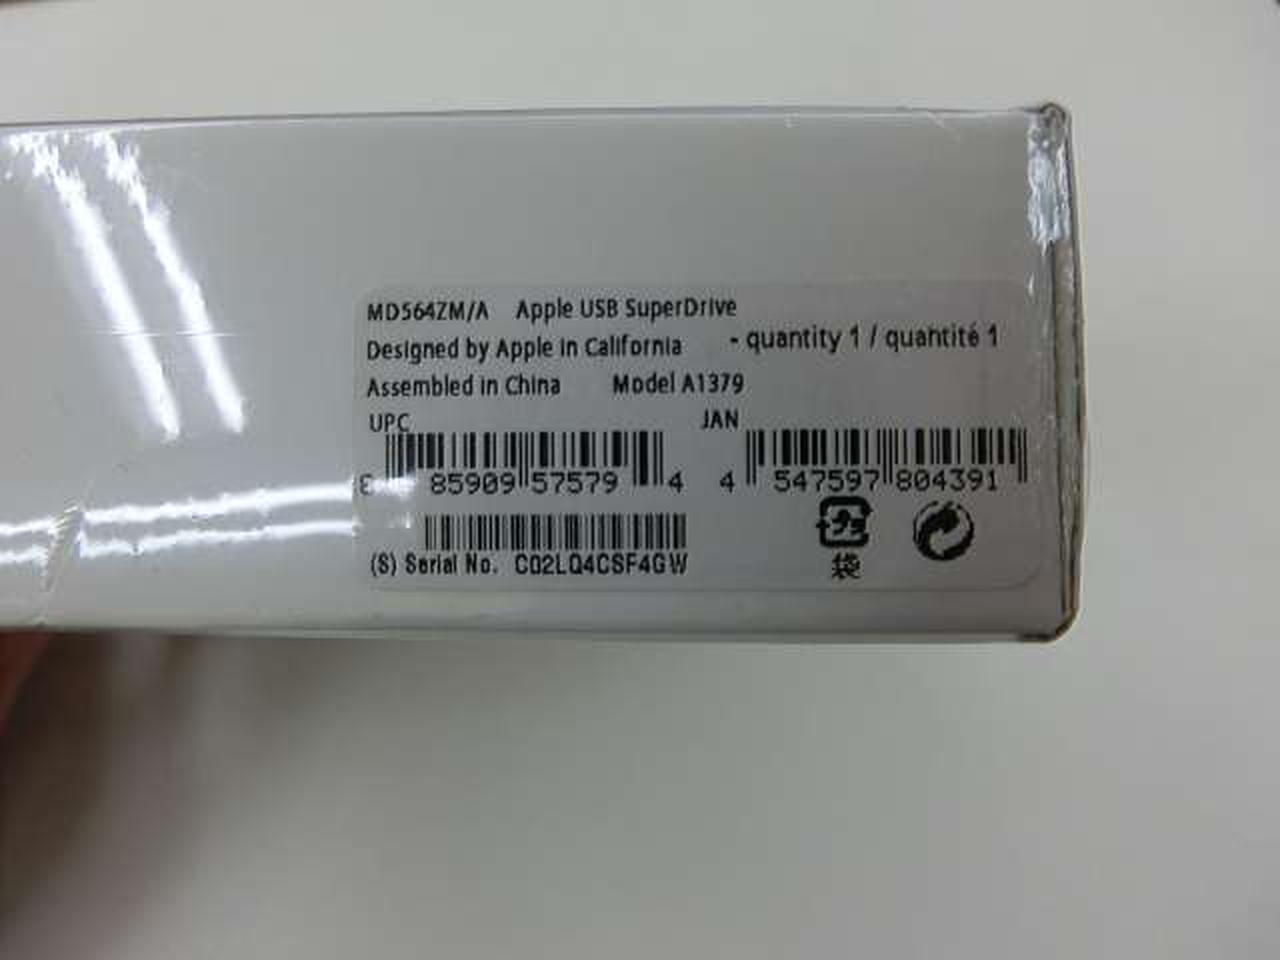 MD564ZM/A Apple USB SuperDrive
Designed by Apple in California - quantity 1 / quantité 1
Assembled in China Model A1379
UPC JAN
85909 57579 4 4 547597 804391
(S) Serial No. C02LQ4CSF4GW
袋